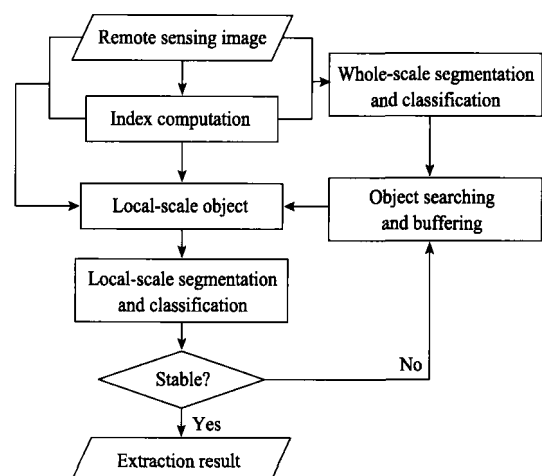 Remote sensing image
Whole-scale segmentation
and classification
Index computation
Local-scale object
Object searching
and buffering
Local-scale segmentation
and classification
Stable?
No
Yes
Extraction result